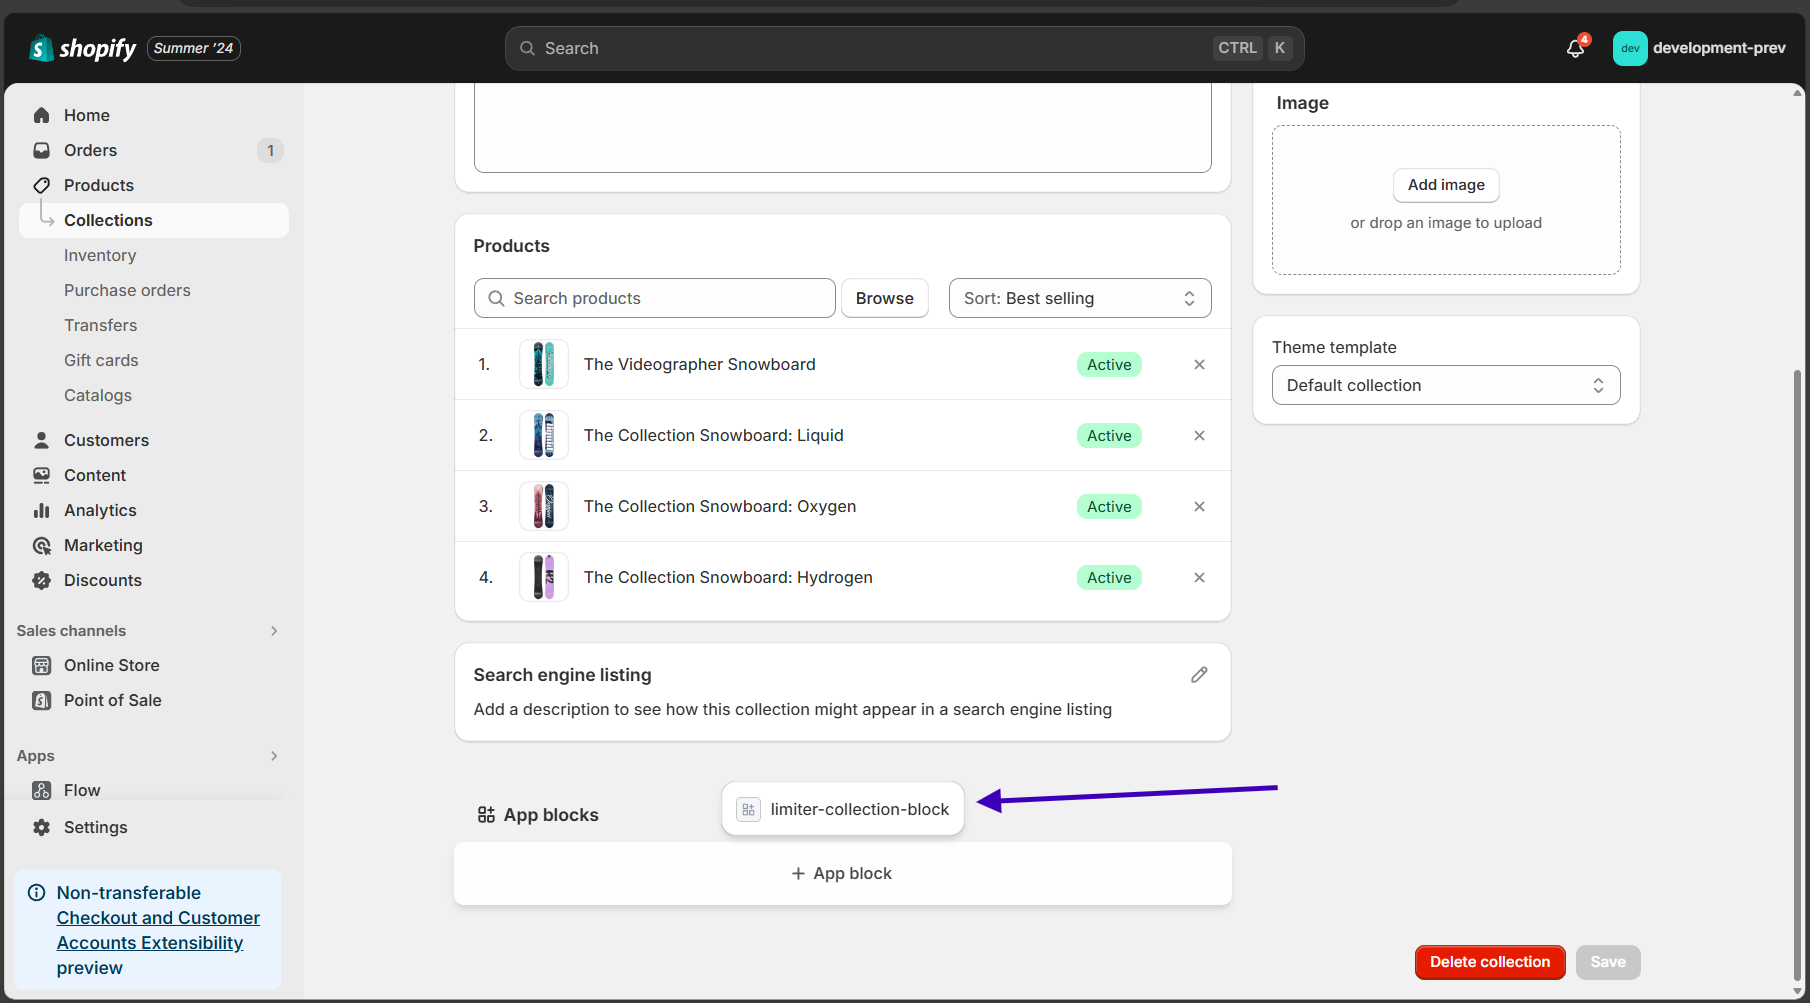 shopify
Summer '24
Search
CTRL K
4
dev
development-prev
Home
Orders
1
Products
Collections
Inventory
Purchase orders
Transfers
Gift cards
Catalogs
Customers
Content
Analytics
Marketing
Discounts
Sales channels
Online Store
Point of Sale
Apps
Flow
Settings
Non-transferable
Checkout and Customer
Accounts Extensibility
preview
Products
Search products
Browse
Sort: Best selling
1. The Videographer Snowboard Active
2. The Collection Snowboard: Liquid Active
3. The Collection Snowboard: Oxygen Active
4. The Collection Snowboard: Hydrogen Active
Search engine listing
Add a description to see how this collection might appear in a search engine listing
App blocks
limiter-collection-block
+ App block
Image
Add image
or drop an image to upload
Theme template
Default collection
Delete collection
Save